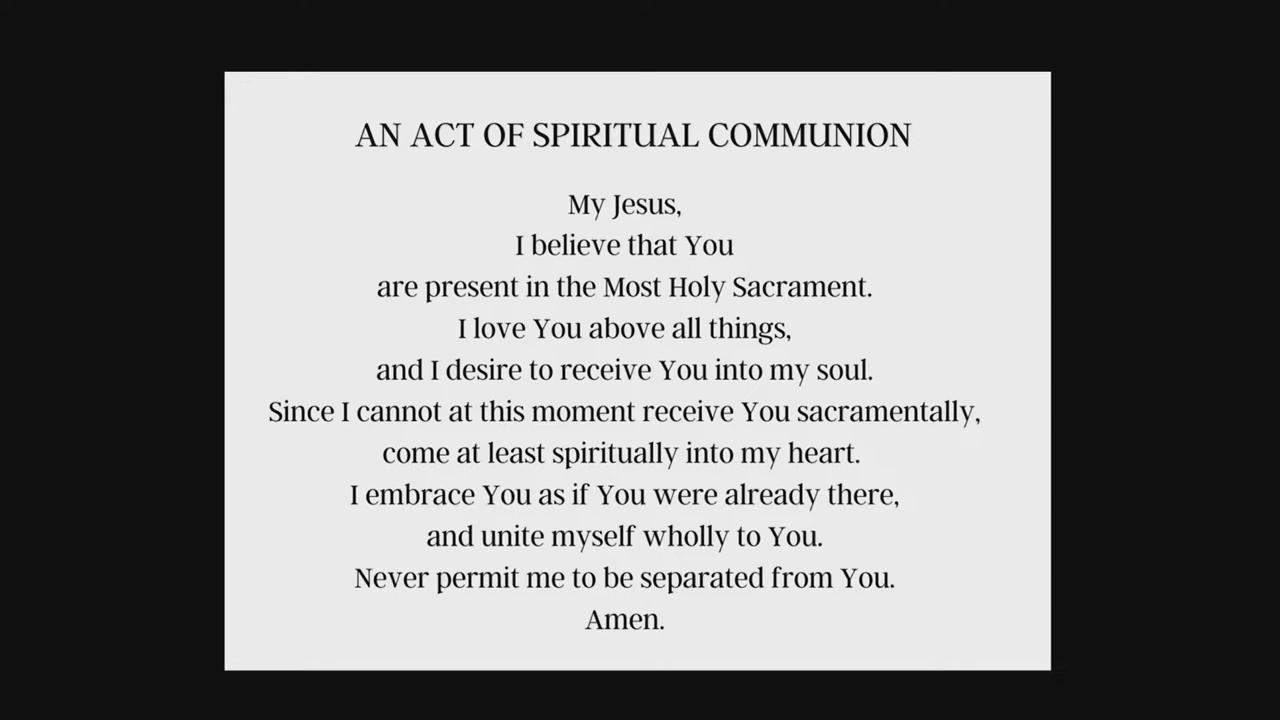 AN ACT OF SPIRITUAL COMMUNION
My Jesus,
I believe that You
are present in the Most Holy Sacrament.
I love You above all things,
and I desire to receive You into my soul.
Since I cannot at this moment receive You sacramentally,
come at least spiritually into my heart.
I embrace You as if You were already there,
and unite myself wholly to You.
Never permit me to be separated from You.
Amen.